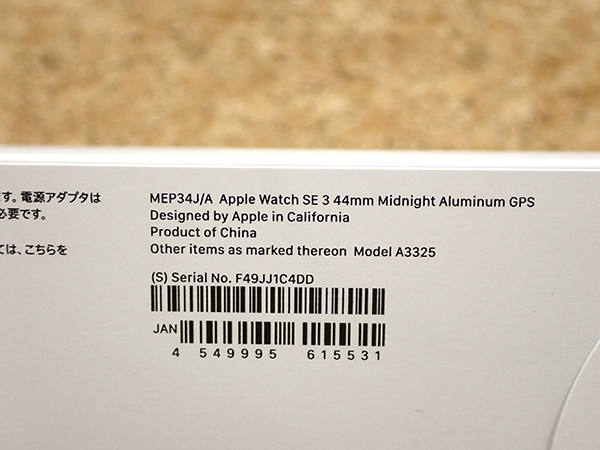 す。電源アダプタは
必要です。
ては、こちらを
MEP34J/A Apple Watch SE 3 44mm Midnight Aluminum GPS
Designed by Apple in California
Product of China
Other items as marked thereon Model A3325
(S) Serial No. F49JJ1C4DD
JAN
4 549995 615531